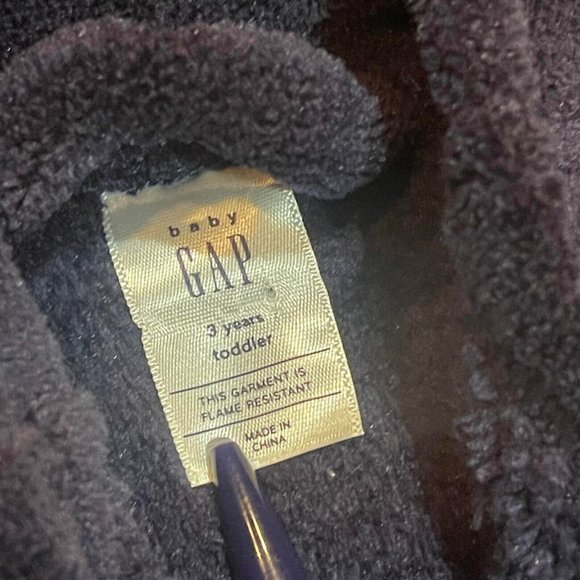 baby
GAP
3 years
toddler
THIS GARMENT IS
FLAME RESISTANT
MADE IN
CHINA